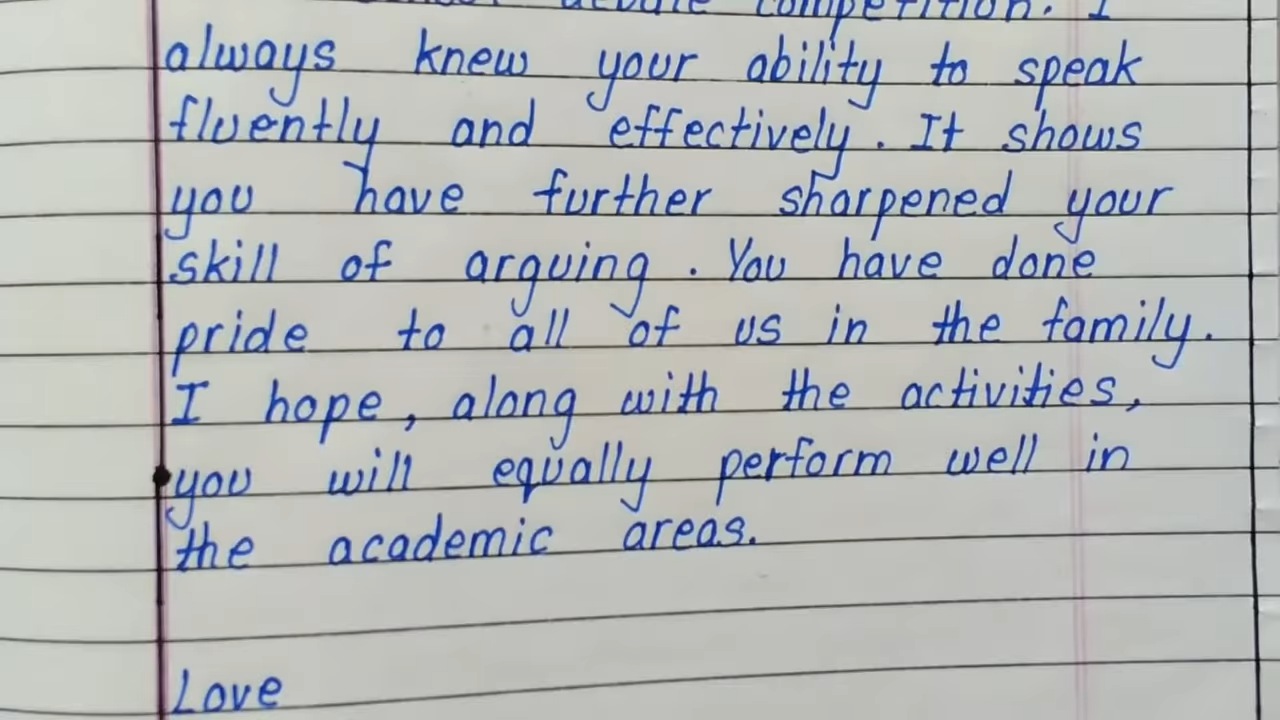 debate competition. I
always knew your ability to speak
fluently and effectively. It shows
you have further sharpened your
skill of arguing. You have done
pride to all of us in the family.
I hope, along with the activities,
you will equally perform well in
the academic areas.
Love